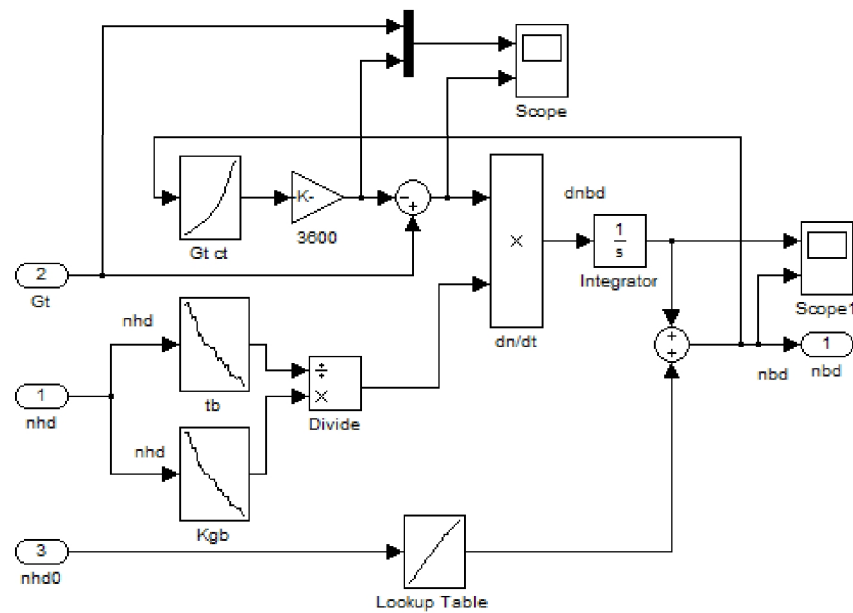 Scope
Gt ct
-K-
3600
−
+
×
dn/dt
dnbd
1
s
Integrator
Scope1
2
Gt
nhd
tb
÷
×
Divide
+
+
nbd
1
nbd
1
nhd
nhd
Kgb
3
nhd0
Lookup Table